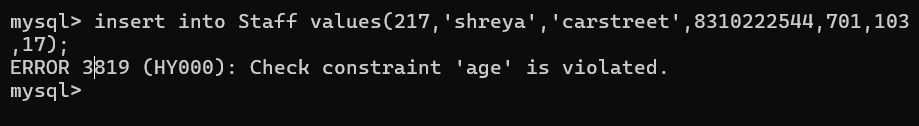 mysql> insert into Staff values(217,'shreya','carstreet',8310222544,701,103
,17);
ERROR 3819 (HY000): Check constraint 'age' is violated.
mysql>